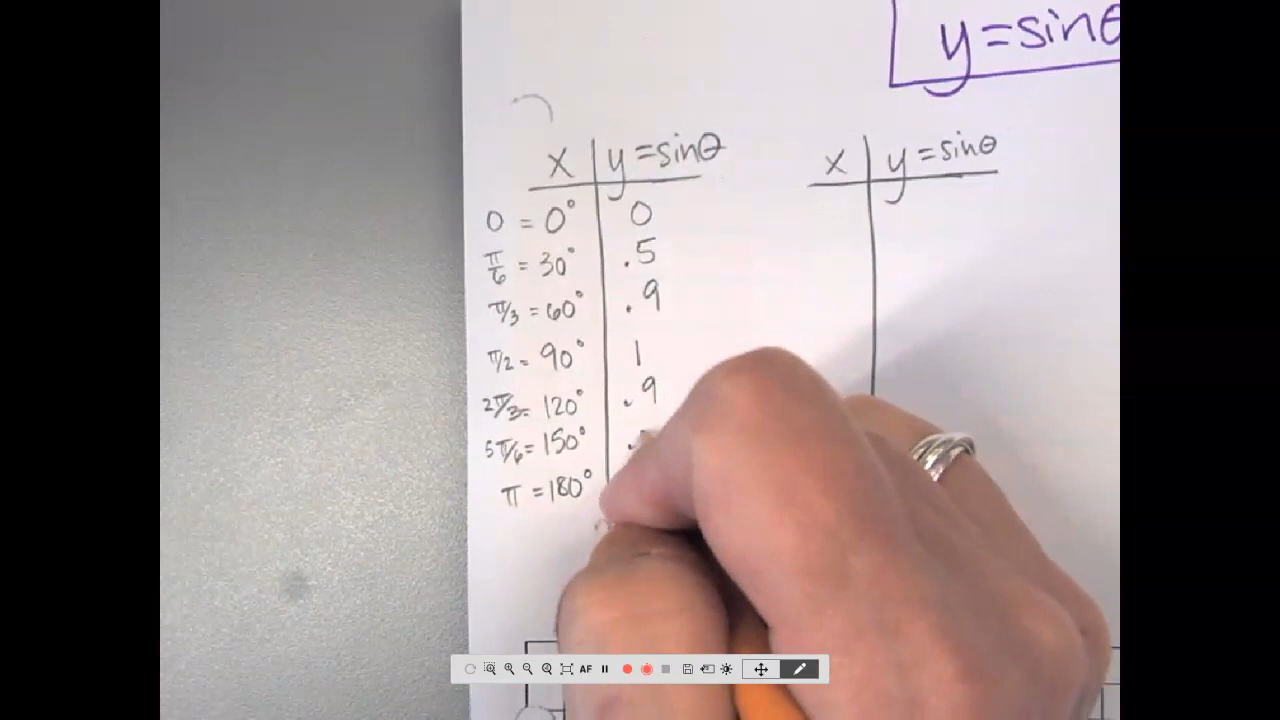 y=sinθ
x y=sinθ
0 = 0° 0
π/6 = 30° .5
π/3 = 60° .9
π/2 = 90° 1
2π/3 = 120° .9
5π/6 = 150° .
π = 180°
x y=sinθ
AF